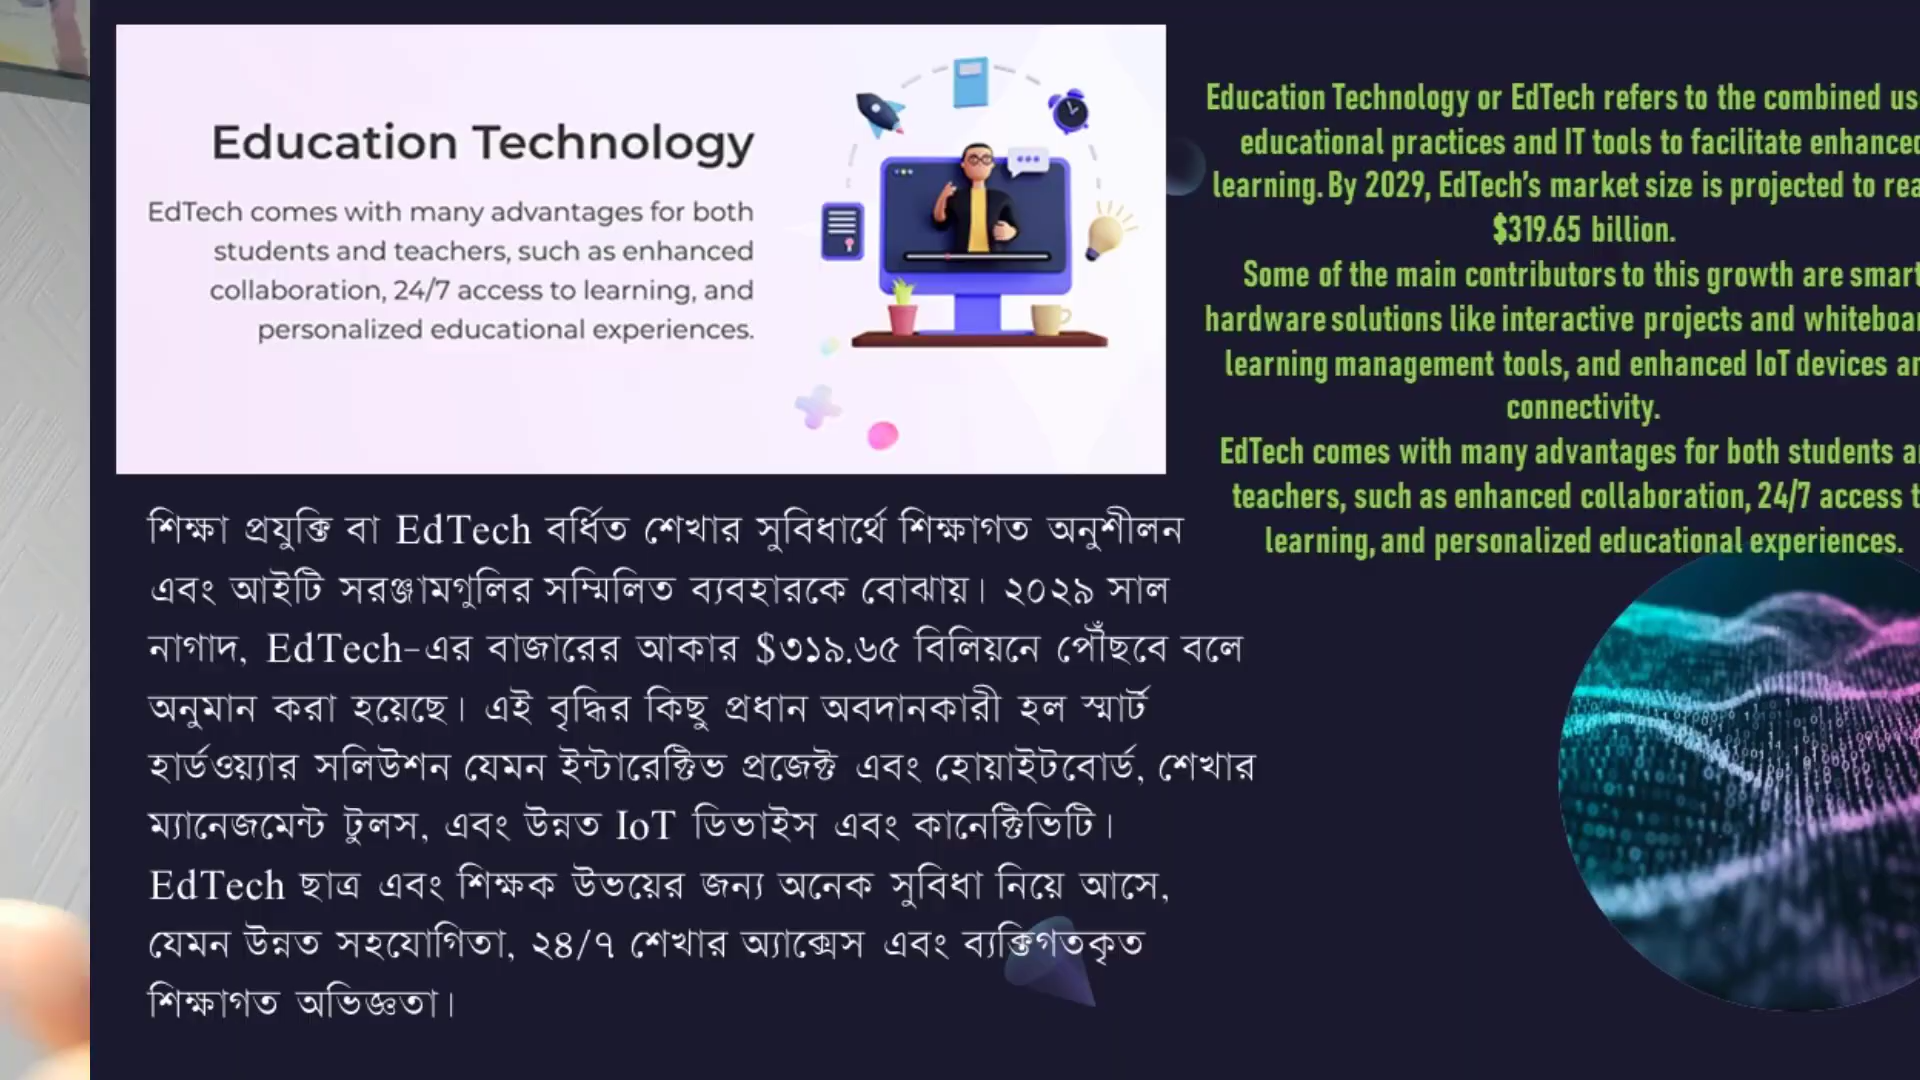 Education Technology
EdTech comes with many advantages for both
students and teachers, such as enhanced
collaboration, 24/7 access to learning, and
personalized educational experiences.
Education Technology or EdTech refers to the combined
educational practices and IT tools to facilitate
learning. By 2029, EdTech's market size is projected to
$319.65 billion.
Some of the main contributors to this growth are smart
hardware solutions like interactive projects and
learning management tools, and enhanced IoT devices
connectivity.
EdTech comes with many advantages for both students
teachers, such as enhanced collaboration, 24/7 access
learning, and personalized educational experiences.
শিক্ষা প্রযুক্তি বা EdTech বর্ধিত শেখার সুবিধার্থে শিক্ষাগত অনুশীলন
এবং আইটি সরঞ্জামগুলির সম্মিলিত ব্যবহারকে বোঝায়। ২০২৯ সাল
নাগাদ, EdTech-এর বাজারের আকার $৩১৯.৬৫ বিলিয়নে পৌঁছবে বলে
অনুমান করা হয়েছে। এই বৃদ্ধির কিছু প্রধান অবদানকারী হল স্মার্ট
হার্ডওয়্যার সলিউশন যেমন ইন্টারেক্টিভ প্রজেক্ট এবং হোয়াইটবোর্ড, শেখার
ম্যানেজমেন্ট টুলস, এবং উন্নত IoT ডিভাইস এবং কানেক্টিভিটি।
EdTech ছাত্র এবং শিক্ষক উভয়ের জন্য অনেক সুবিধা নিয়ে আসে,
যেমন উন্নত সহযোগিতা, ২৪/৭ শেখার অ্যাক্সেস এবং ব্যক্তিগতকৃত
শিক্ষাগত অভিজ্ঞতা।